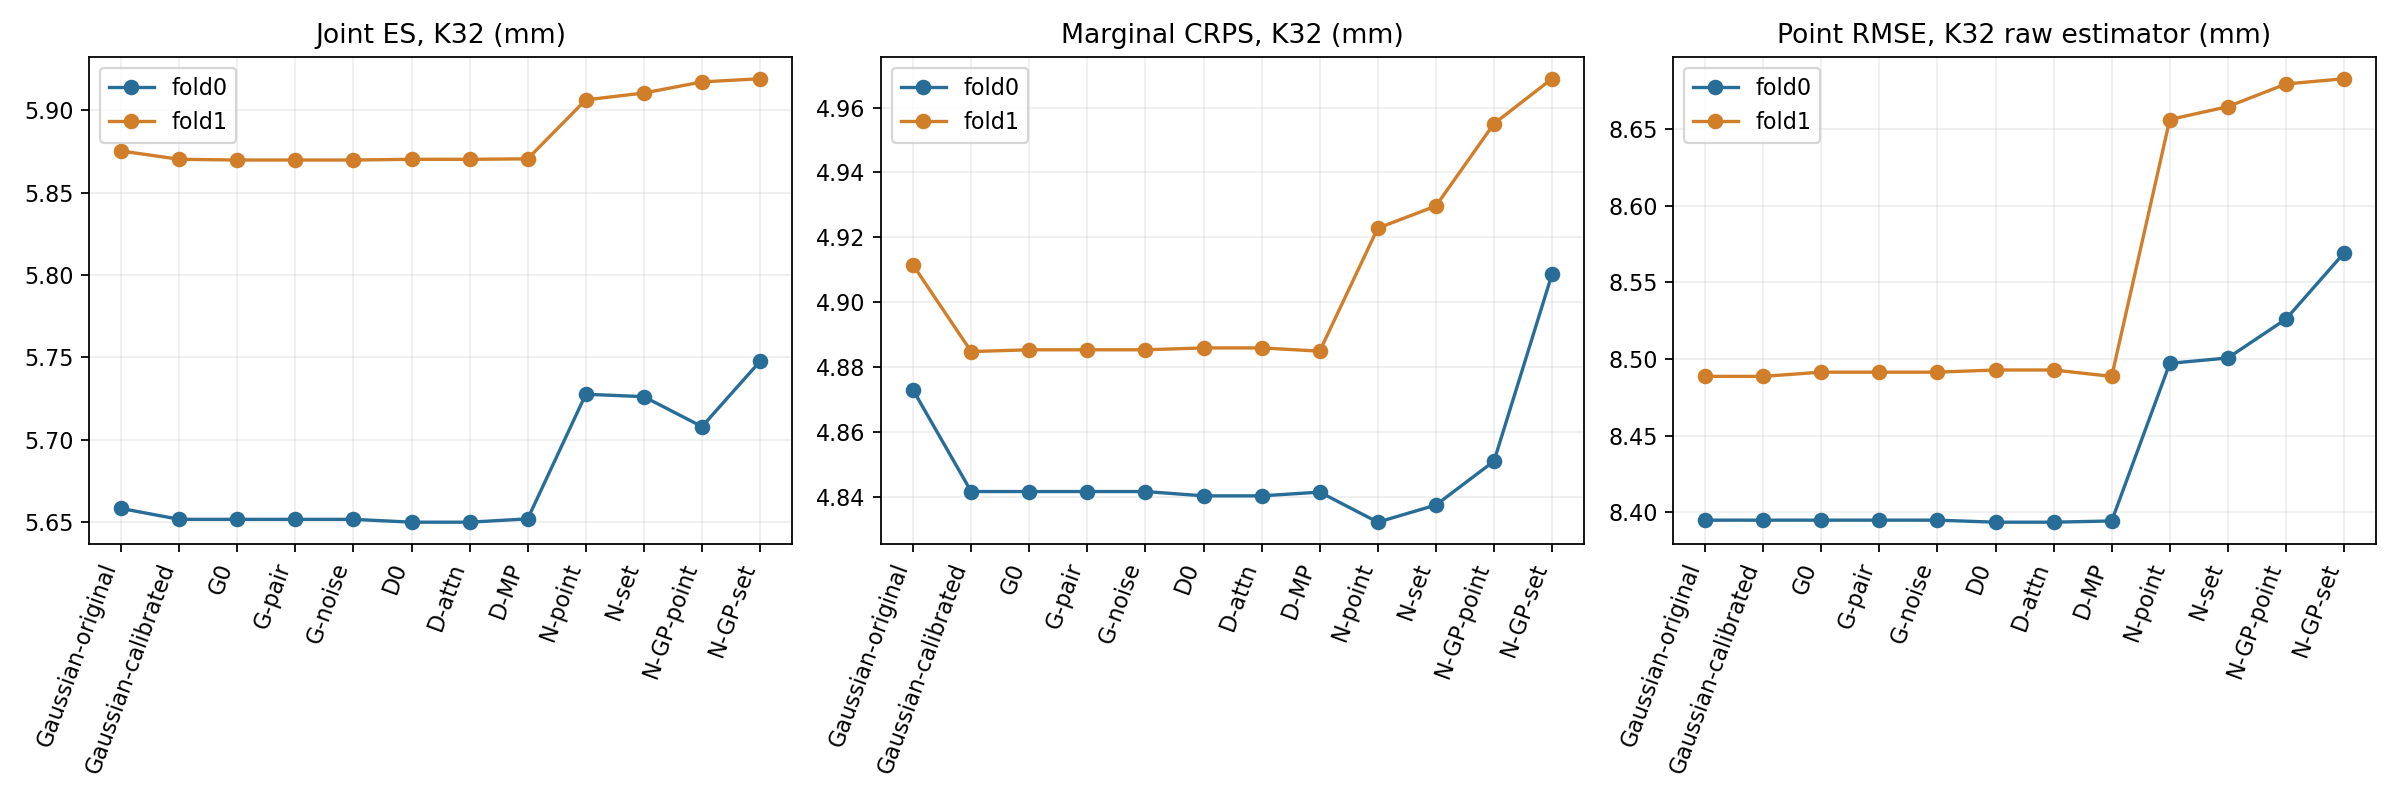 Joint ES, K32 (mm)
fold0
fold1
5.90
5.85
5.80
5.75
5.70
5.65
Gaussian-original
Gaussian-calibrated
G0
G-pair
G-noise
D0
D-attn
D-MP
N-point
N-set
N-GP-point
N-GP-set
Marginal CRPS, K32 (mm)
fold0
fold1
4.96
4.94
4.92
4.90
4.88
4.86
4.84
Gaussian-original
Gaussian-calibrated
G0
G-pair
G-noise
D0
D-attn
D-MP
N-point
N-set
N-GP-point
N-GP-set
Point RMSE, K32 raw estimator (mm)
fold0
fold1
8.65
8.60
8.55
8.50
8.45
8.40
Gaussian-original
Gaussian-calibrated
G0
G-pair
G-noise
D0
D-attn
D-MP
N-point
N-set
N-GP-point
N-GP-set